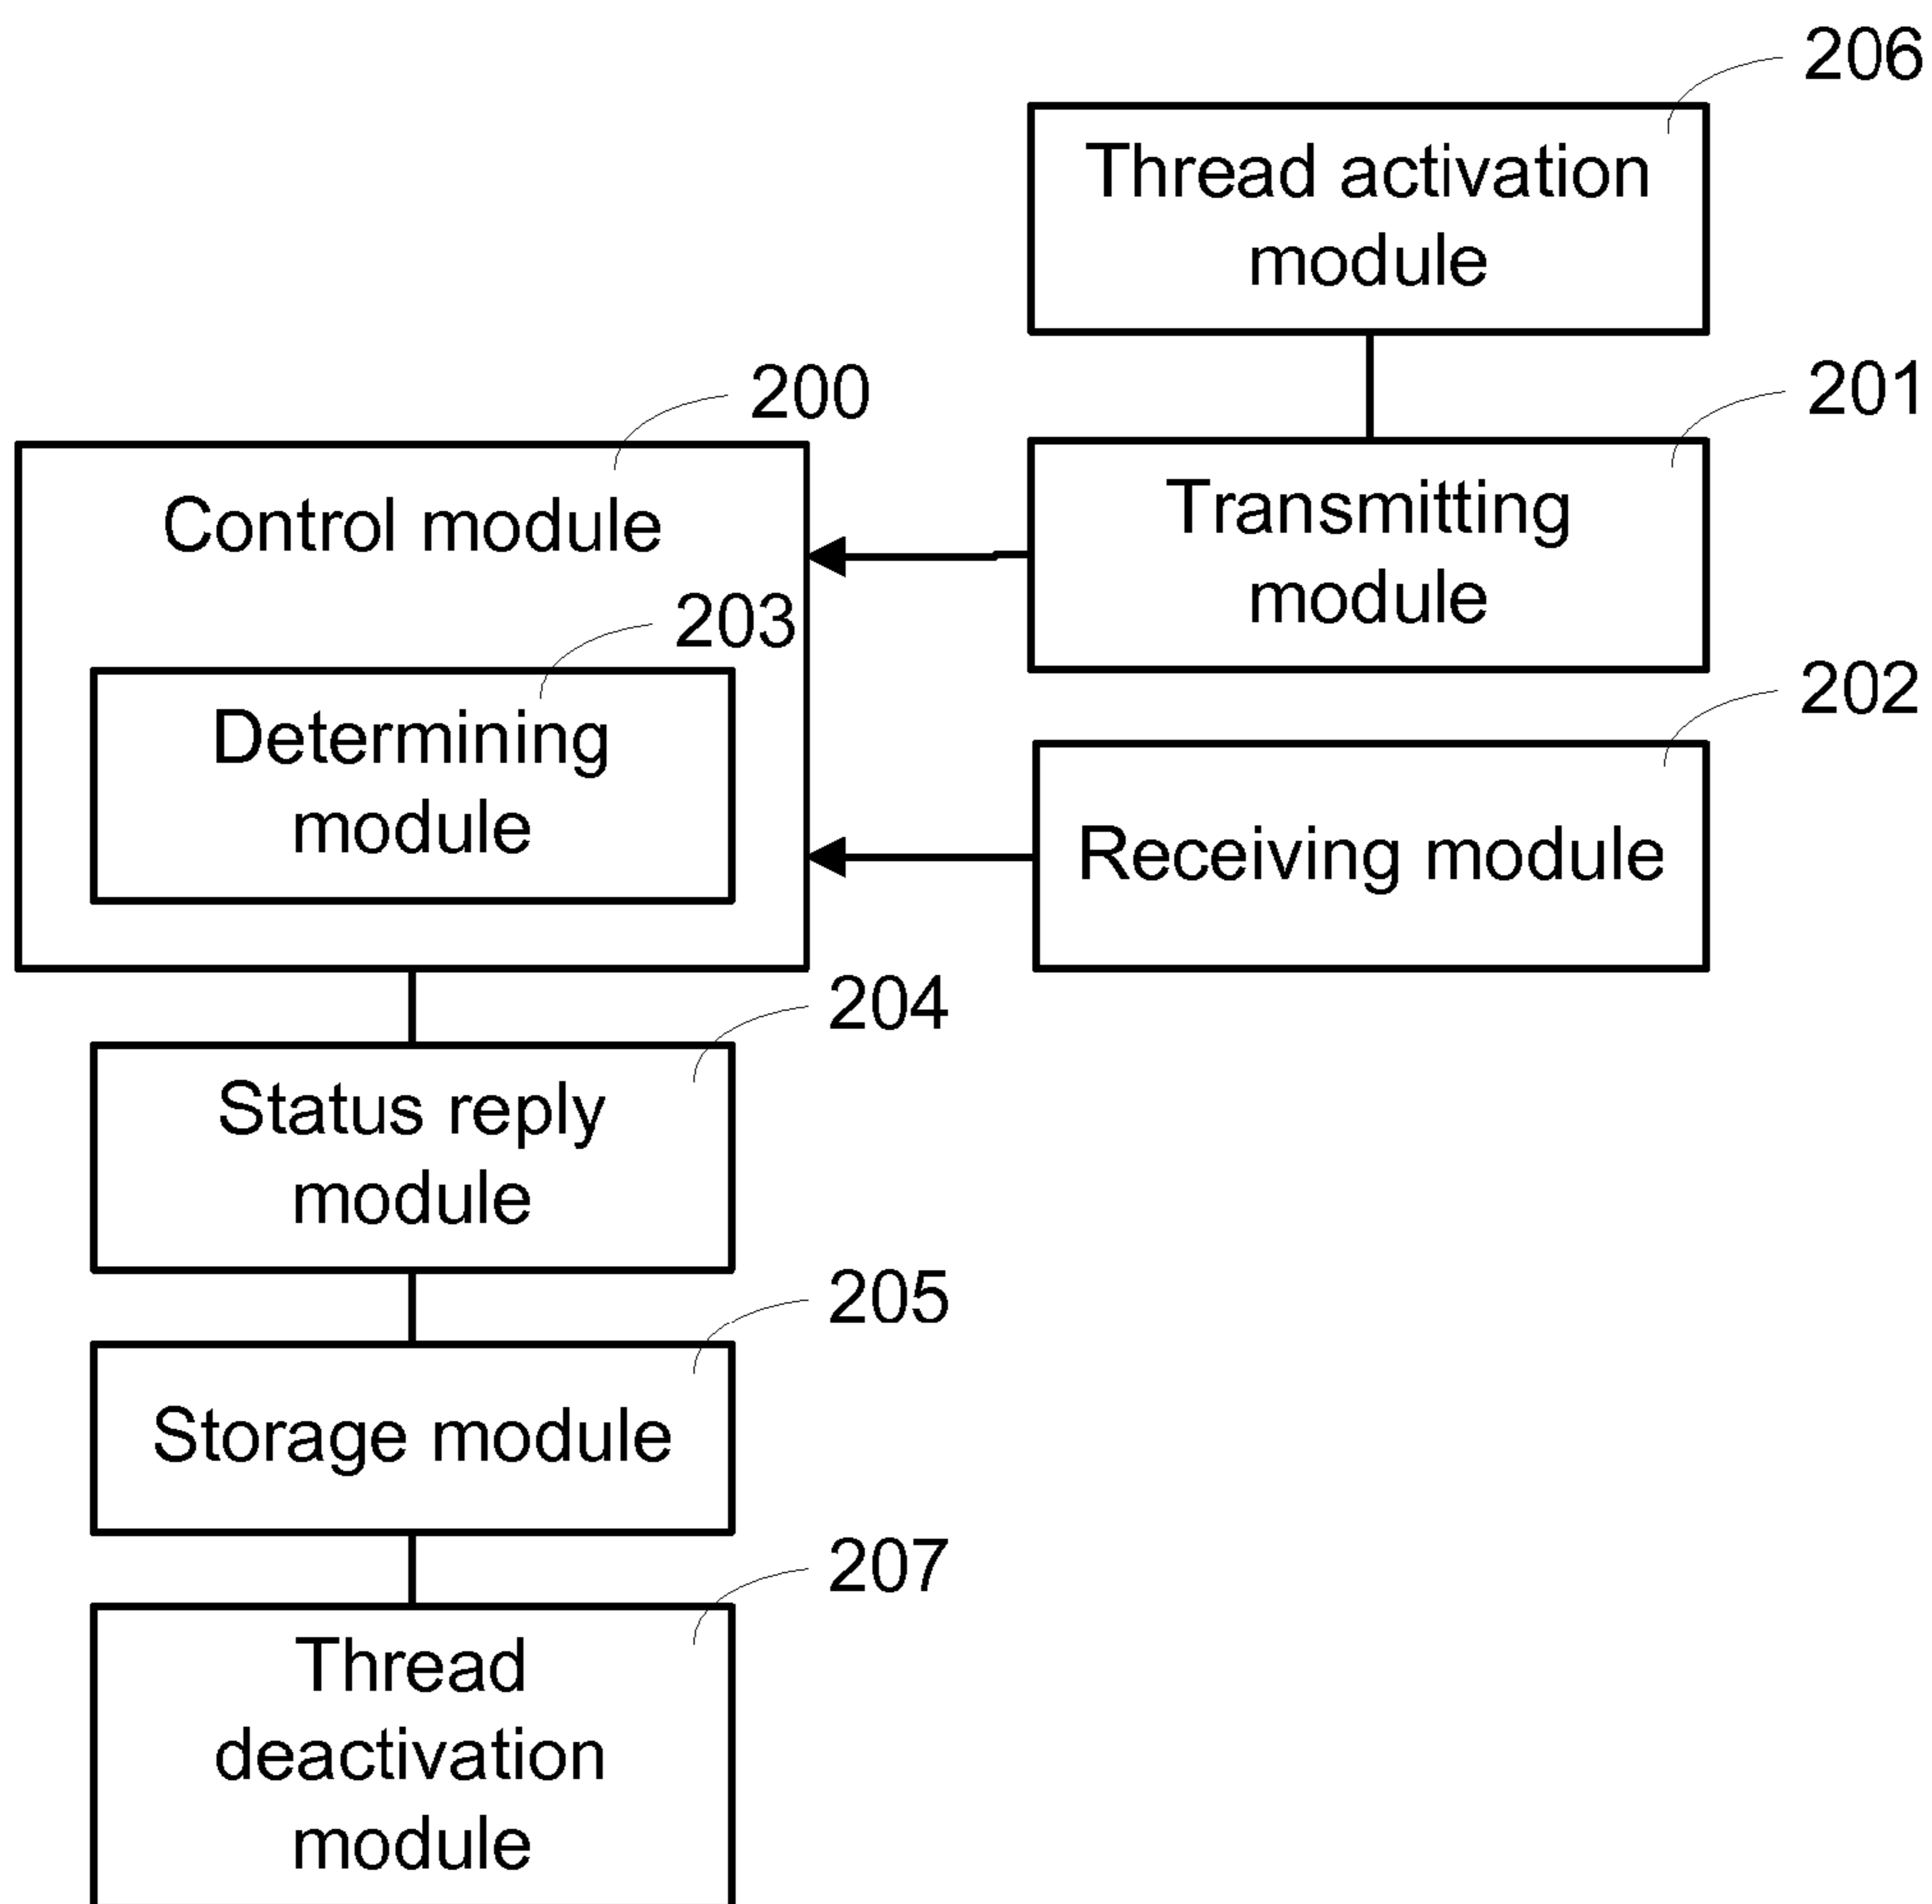 206
Thread activation
module
201
Transmitting
module
200
Control module
203
Determining
module
202
Receiving module
204
Status reply
module
205
Storage module
207
Thread
deactivation
module